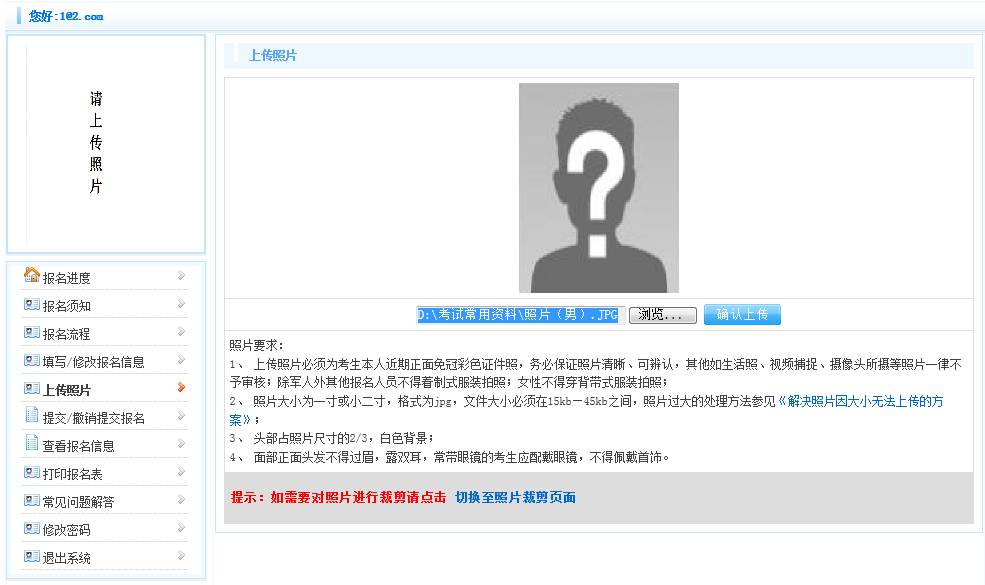 您好:1@2.com
请
上
传
照
片
报名进度
报名须知
报名流程
填写/修改报名信息
上传照片
提交/撤销提交报名
查看报名信息
打印报名表
常见问题解答
修改密码
退出系统
上传照片
?
D:\考试常用资料\照片（男）.JPG 浏览... 确认上传
照片要求：
1、 上传照片必须为考生本人近期正面免冠彩色证件照，务必保证照片清晰、可辨认，其他如生活照、视频捕捉、摄像头所摄等照片一律不
予审核；除军人外其他报名人员不得着制式服装拍照；女性不得穿背带式服装拍照；
2、 照片大小为一寸或小二寸，格式为jpg，文件大小必须在15kb－45kb之间，照片过大的处理方法参见《解决照片因大小无法上传的方
案》；
3、 头部占照片尺寸的2/3，白色背景；
4、 面部正面头发不得过眉，露双耳，常带眼镜的考生应配戴眼镜，不得佩戴首饰。
提示：如需要对照片进行裁剪请点击 切换至照片裁剪页面